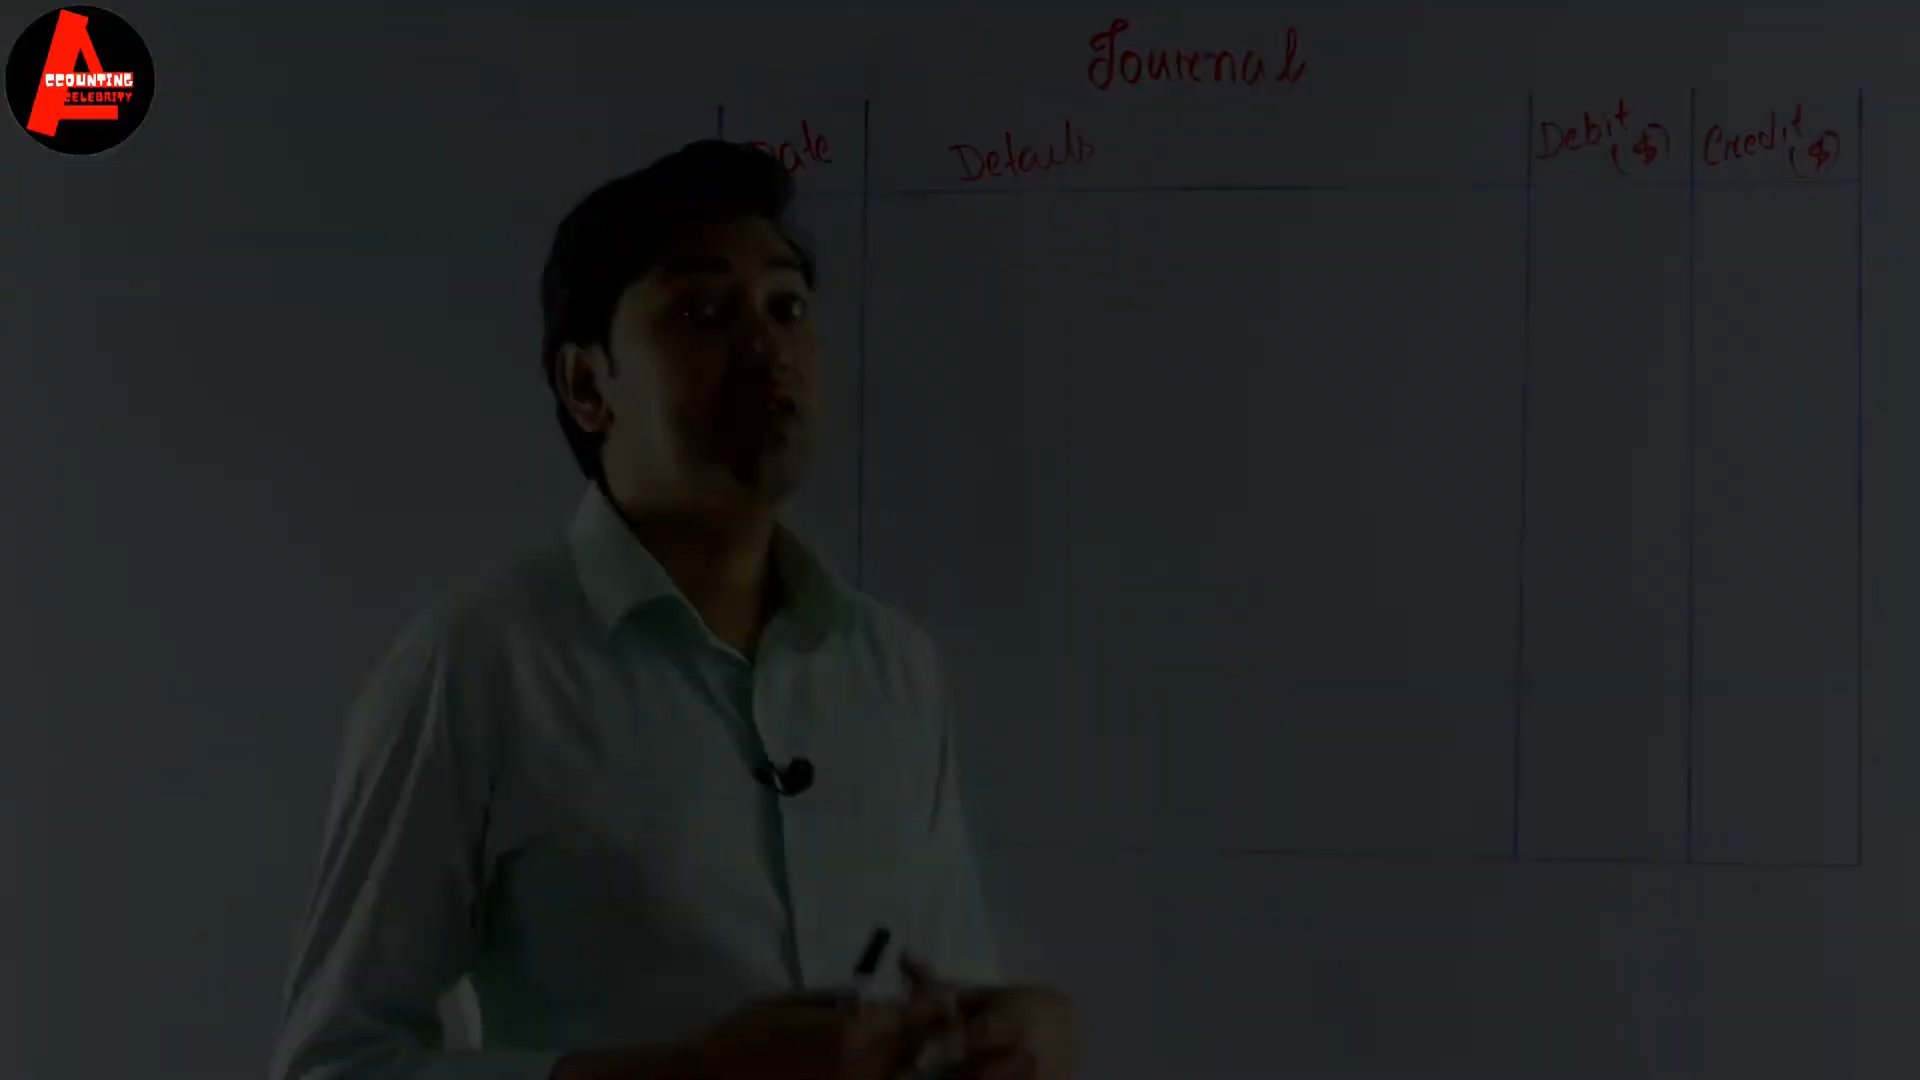 ACCOUNTING
CELEBRITY
Journal
Date Details Debit ($) Credit ($)